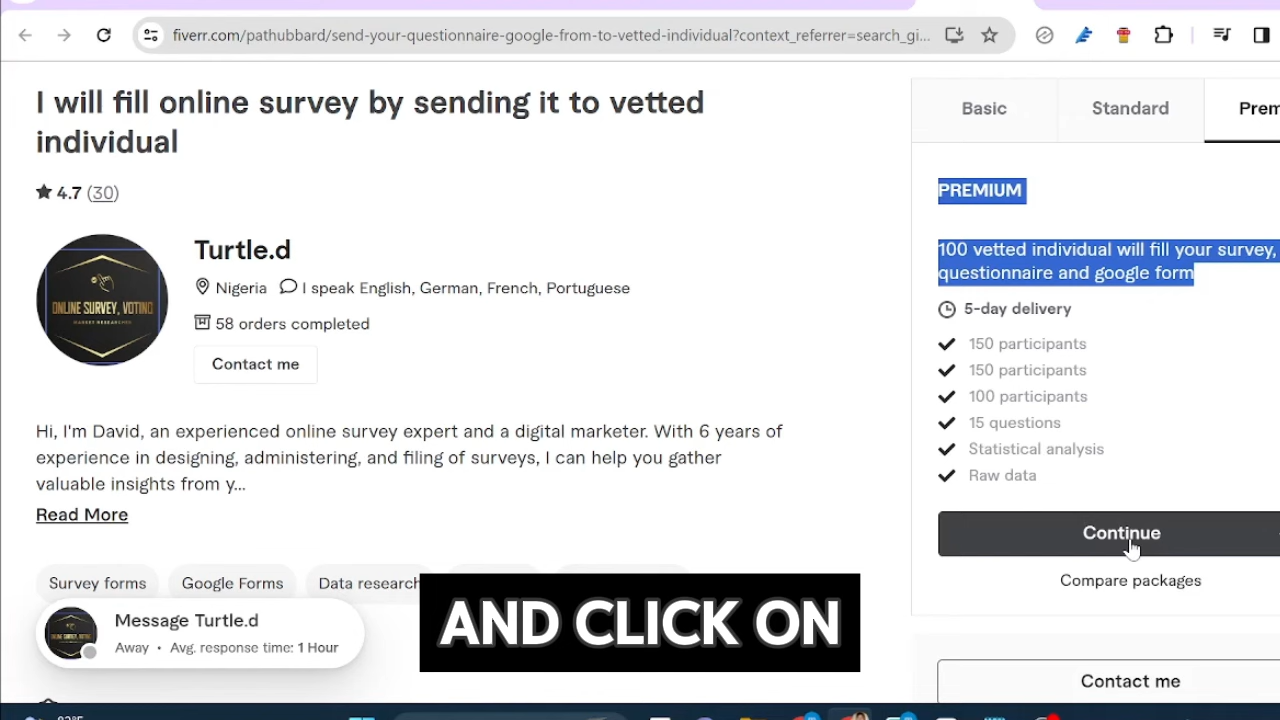 fiverr.com/pathubbard/send-your-questionnaire-google-from-to-vetted-individual?context_referrer=search_gi...
I will fill online survey by sending it to vetted
individual
4.7 (30)
ONLINE SURVEY, VOTING
MARKET RESEARCHER
Turtle.d
Nigeria I speak English, German, French, Portuguese
58 orders completed
Contact me
Hi, I'm David, an experienced online survey expert and a digital marketer. With 6 years of
experience in designing, administering, and filing of surveys, I can help you gather
valuable insights from y...
Read More
Survey forms Google Forms Data research
Message Turtle.d
Away • Avg. response time: 1 Hour
Basic Standard Prem
PREMIUM
100 vetted individual will fill your survey,
questionnaire and google form
5-day delivery
150 participants
150 participants
100 participants
15 questions
Statistical analysis
Raw data
Continue
Compare packages
Contact me
AND CLICK ON